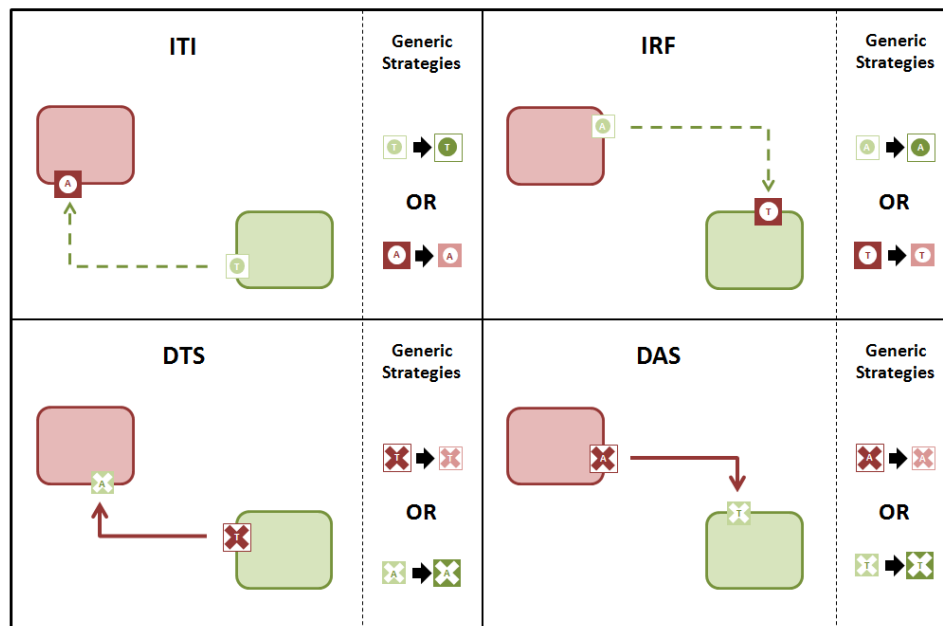 ITI
Generic
Strategies
A
T
T T
OR
A A
IRF
Generic
Strategies
A
T
A A
OR
T T
DTS
Generic
Strategies
A
T
T T
OR
A A
DAS
Generic
Strategies
A
T
A A
OR
T T